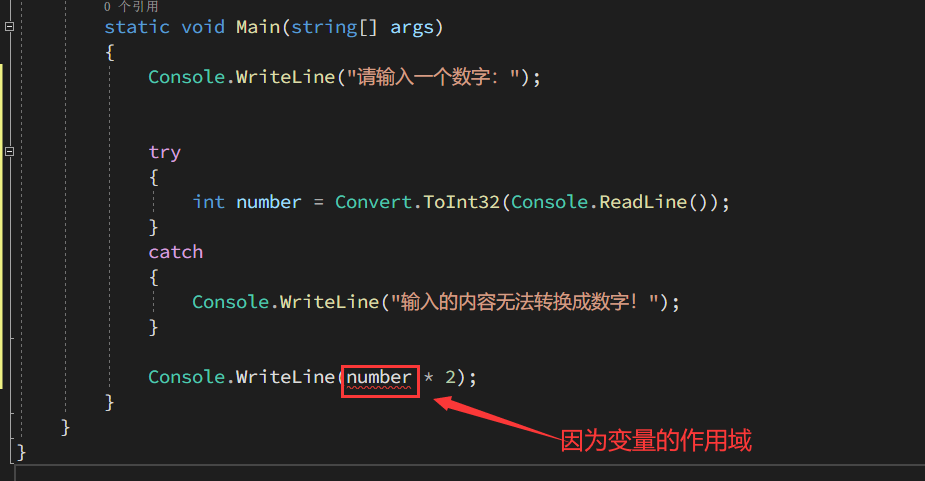 0 个引用
static void Main(string[] args)
{
Console.WriteLine("请输入一个数字：");
try
{
int number = Convert.ToInt32(Console.ReadLine());
}
catch
{
Console.WriteLine("输入的内容无法转换成数字！");
}
Console.WriteLine(number * 2);
}
}
因为变量的作用域
}